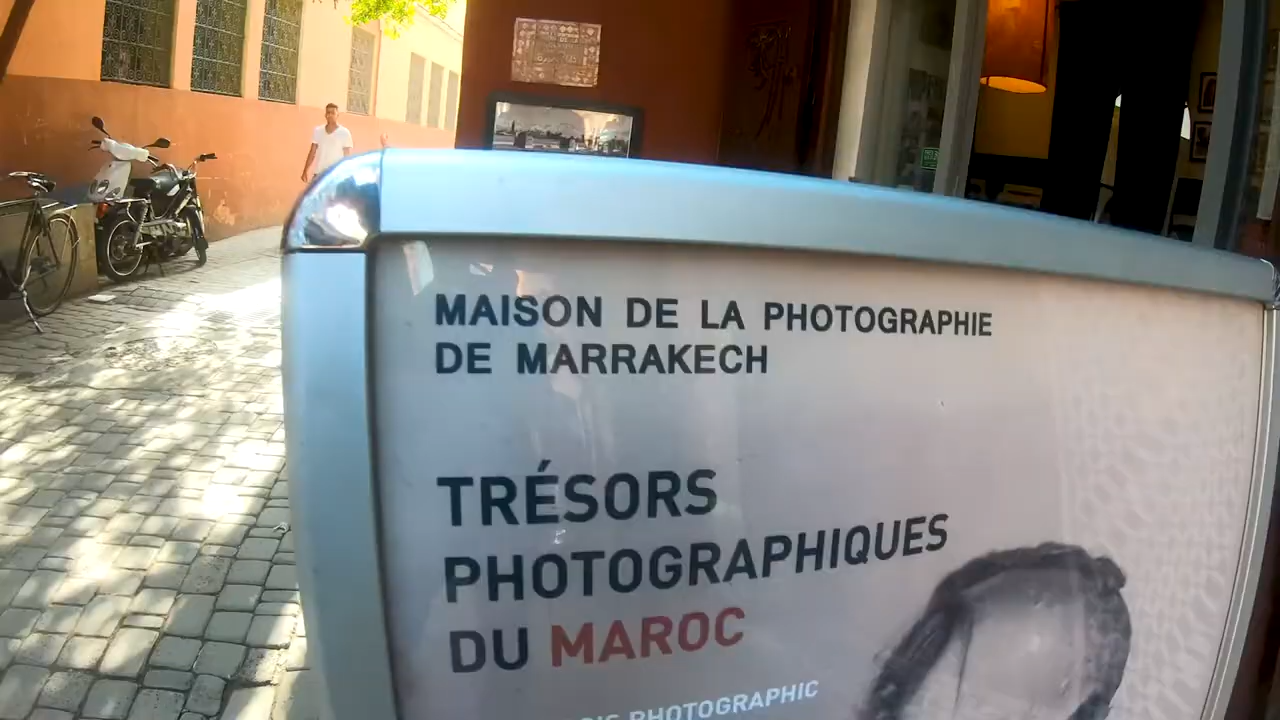 MAISON DE LA PHOTOGRAPHIE
DE MARRAKECH
TRÉSORS
PHOTOGRAPHIQUES
DU MAROC
PHOTOGRAPHIC